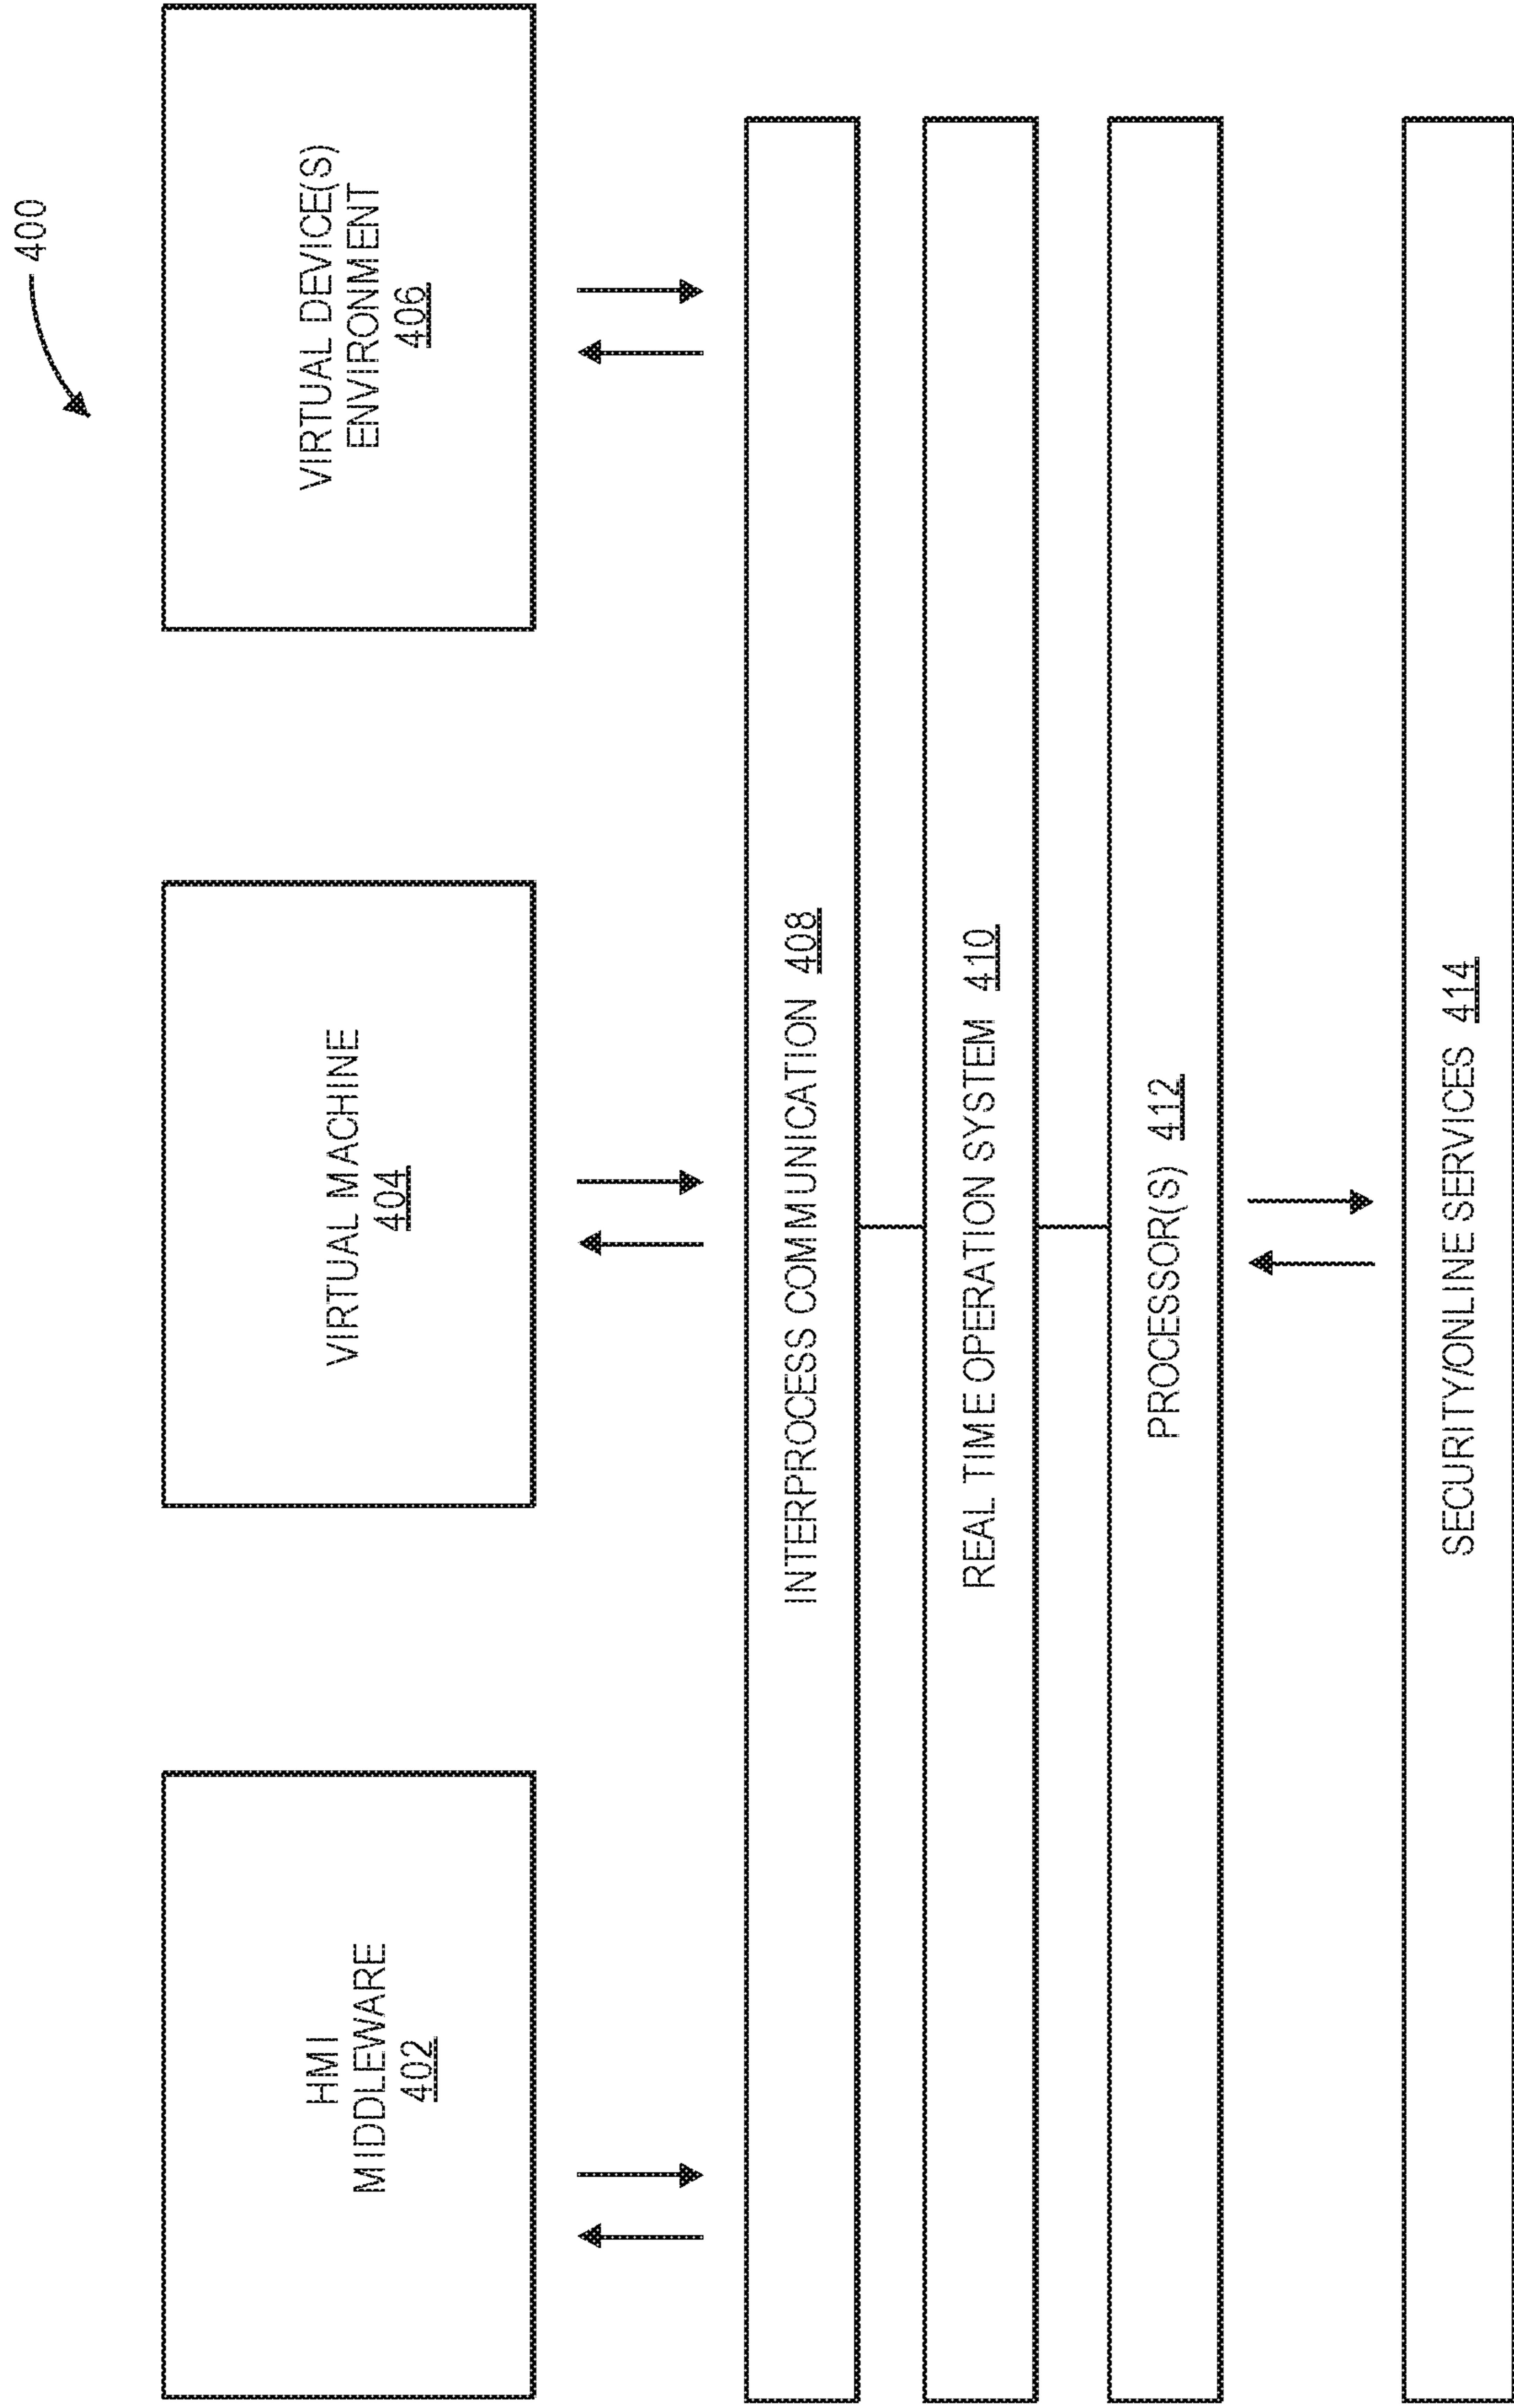 400
HMI
MIDDLEWARE
402
VIRTUAL MACHINE
404
VIRTUAL DEVICE(S)
ENVIRONMENT
406
INTERPROCESS COMMUNICATION 408
REAL TIME OPERATION SYSTEM 410
PROCESSOR(S) 412
SECURITY/ONLINE SERVICES 414